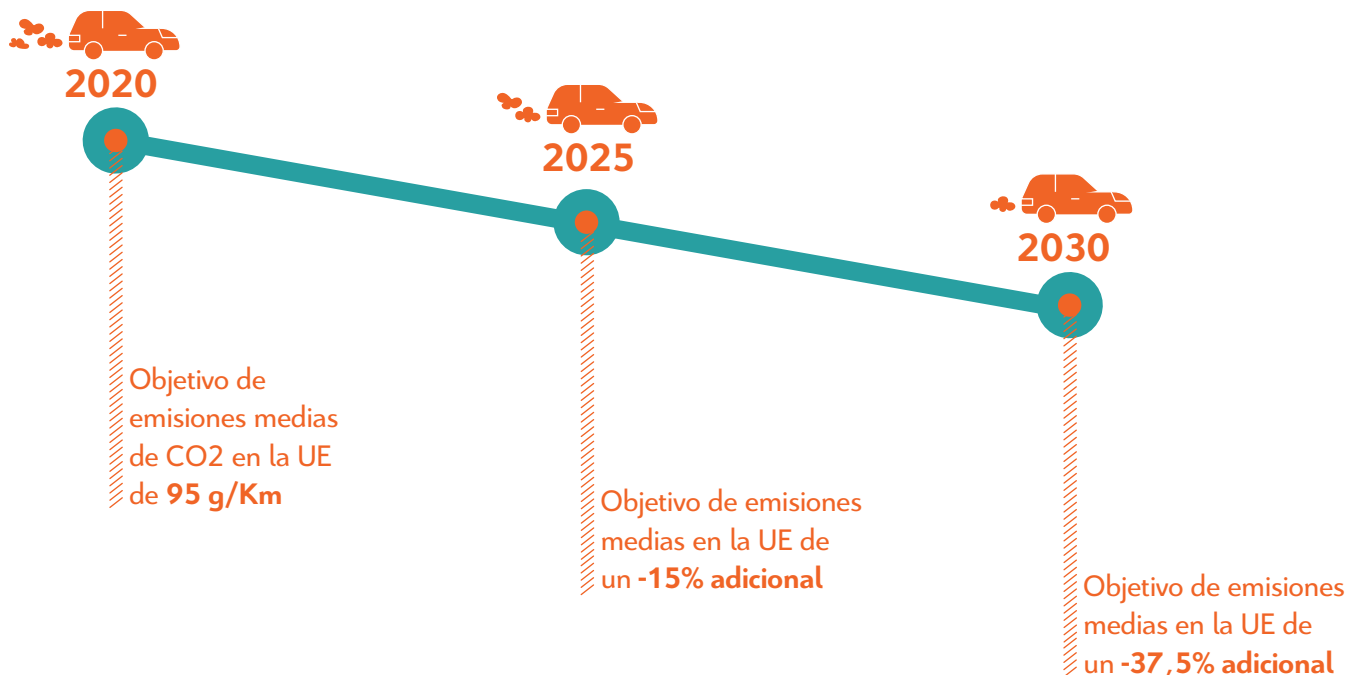 2020
2025
2030
Objetivo de
emisiones medias
de CO2 en la UE
de 95 g/Km
Objetivo de emisiones
medias en la UE de
un -15% adicional
Objetivo de emisiones
medias en la UE de
un -37,5% adicional